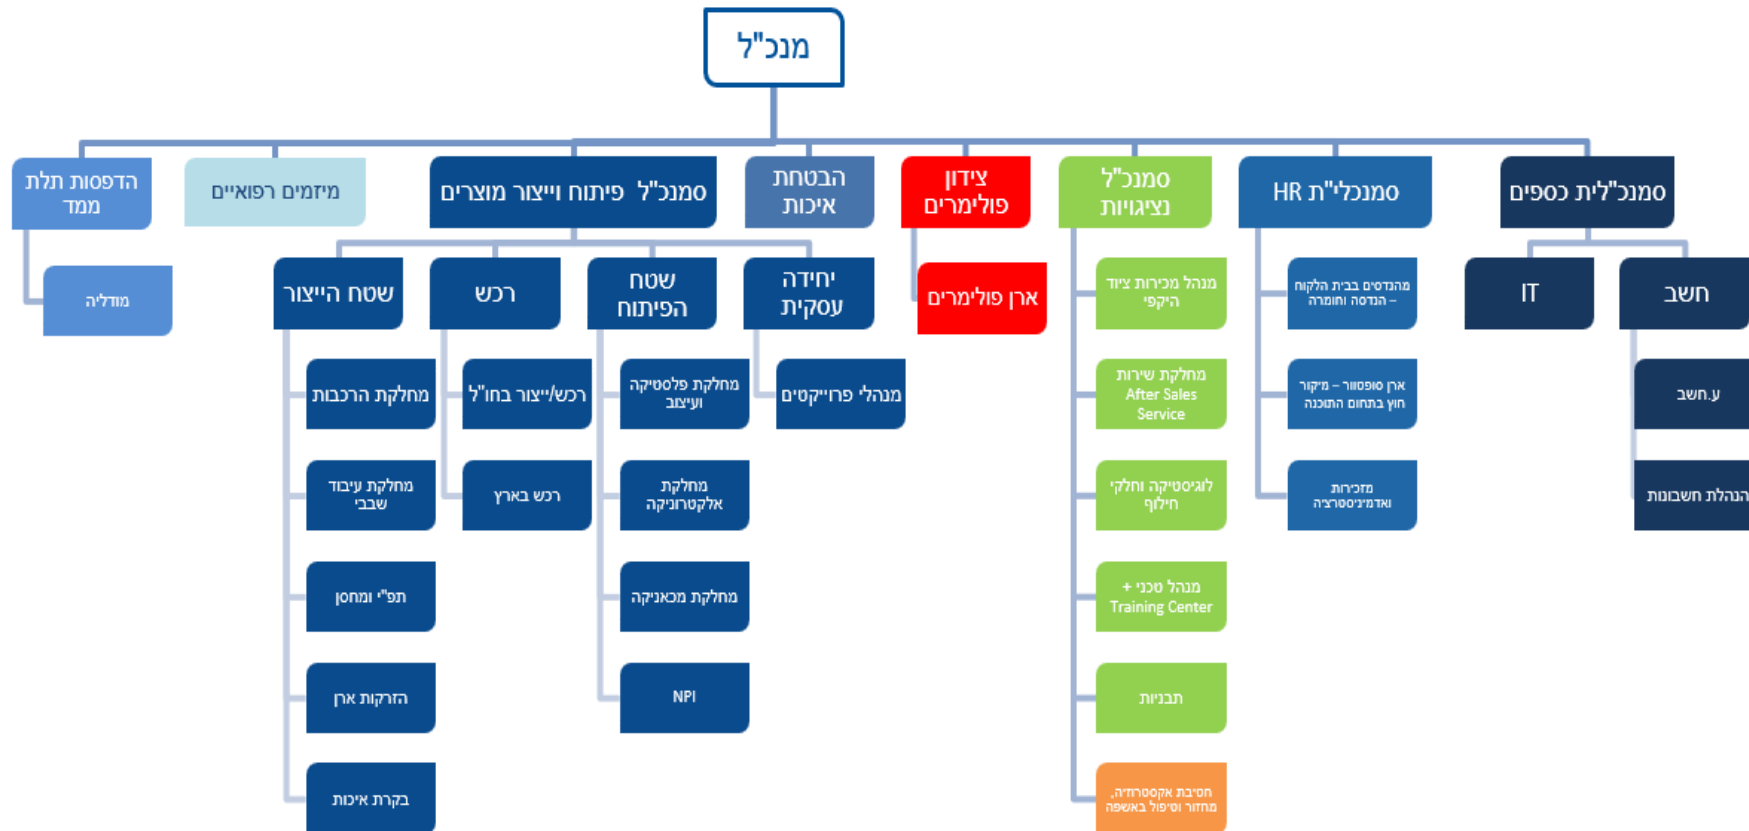 מנכ"ל
סמנכ"לית כספים
סמנכלי"ת HR
סמנכ"ל
נציגויות
צידון
פולימרים
הבטחת
איכות
סמנכ"ל פיתוח וייצור מוצרים
מיזמים רפואיים
הדפסות תלת
ממד
חשב
IT
ע.חשב
הנהלת חשבונות
מהנדסים בבית הלקוח
– הנדסה וחומרה
ארן סופטוור – מיקור
חוץ בתחום התוכנה
מזכירות
ואדמיניסטרציה
מנהל מכירות ציוד
היקפי
מחלקת שירות
After Sales
Service
לוגיסטיקה וחלקי
חילוף
מנהל טכני +
Training Center
תבניות
חטיבת אקסטרוזיה,
מחזור וטיפול באשפה
ארן פולימרים
יחידה
עסקית
מנהלי פרוייקטים
שטח
הפיתוח
מחלקת פלסטיקה
ועיצוב
מחלקת
אלקטרוניקה
מחלקת מכאניקה
NPI
רכש
רכש/ייצור בחו"ל
רכש בארץ
שטח הייצור
מחלקת הרכבות
מחלקת עיבוד
שבבי
תפ"י ומחסן
הזרקות ארן
בקרת איכות
מודליה